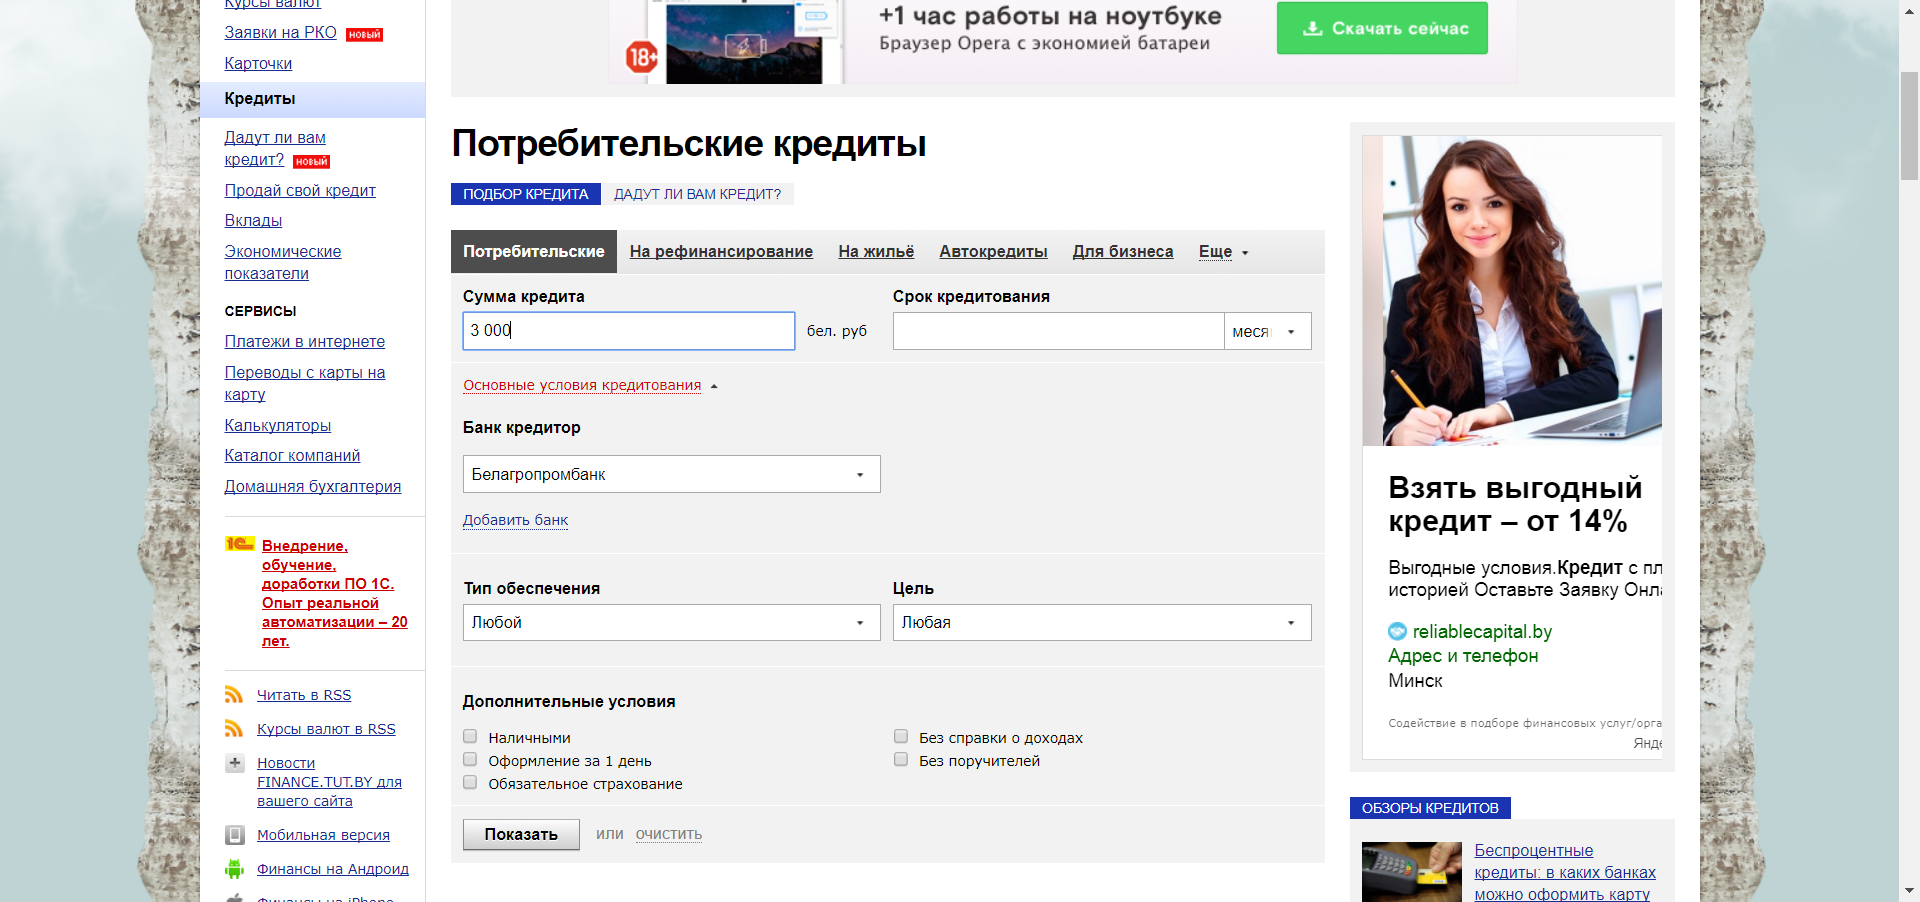 Курсы валют
Заявки на РКО новый
Карточки
Кредиты
Дадут ли вам
кредит? новый
Продай свой кредит
Вклады
Экономические
показатели
СЕРВИСЫ
Платежи в интернете
Переводы с карты на
карту
Калькуляторы
Каталог компаний
Домашняя бухгалтерия
1С
Внедрение,
обучение,
доработки ПО 1С.
Опыт реальной
автоматизации – 20
лет.
Читать в RSS
Курсы валют в RSS
Новости
FINANCE.TUT.BY для
вашего сайта
Мобильная версия
Финансы на Андроид
Финансы на iPhone
18+
+1 час работы на ноутбуке
Браузер Opera с экономией батареи
Скачать сейчас
Потребительские кредиты
ПОДБОР КРЕДИТА ДАДУТ ЛИ ВАМ КРЕДИТ?
Потребительские На рефинансирование На жильё Автокредиты Для бизнеса Еще
Сумма кредита Срок кредитования
3 000 бел. руб меся
Основные условия кредитования
Банк кредитор
Белагропромбанк
Добавить банк
Тип обеспечения Цель
Любой Любая
Дополнительные условия
Наличными Без справки о доходах
Оформление за 1 день Без поручителей
Обязательное страхование
Показать или очистить
Взять выгодный
кредит – от 14%
Выгодные условия.Кредит с пл
историей Оставьте Заявку Онла
reliablecapital.by
Адрес и телефон
Минск
Содействие в подборе финансовых услуг/орга
Янде
ОБЗОРЫ КРЕДИТОВ
Беспроцентные
кредиты: в каких банках
можно оформить карту